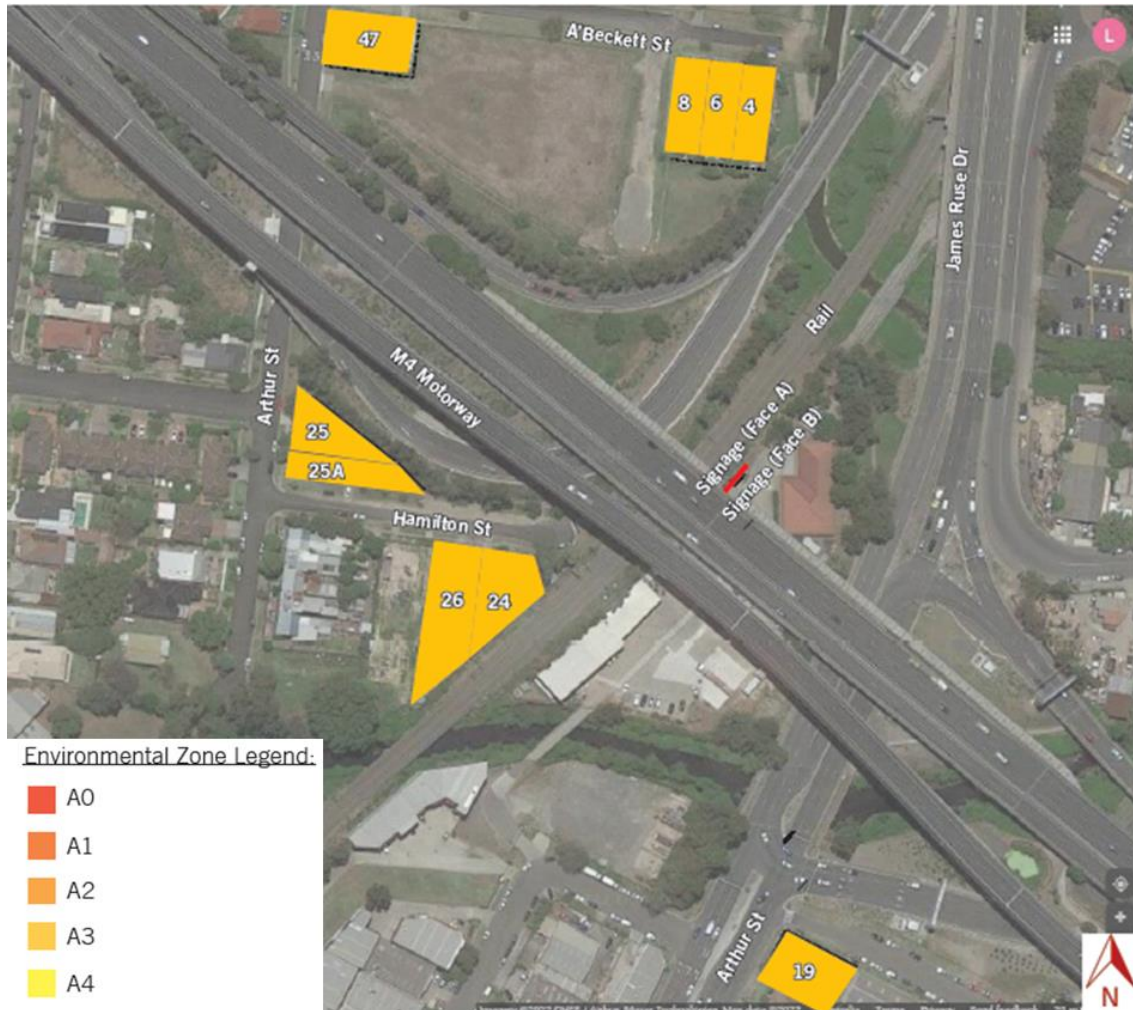 47
A'Beckett St
L
8
6
4
James Ruse Dr
Rail
Arthur St
M4 Motorway
Signage (Face A)
Signage (Face B)
25
25A
Hamilton St
26
24
Environmental Zone Legend:
A0
A1
A2
A3
A4
Arthur St
19
N